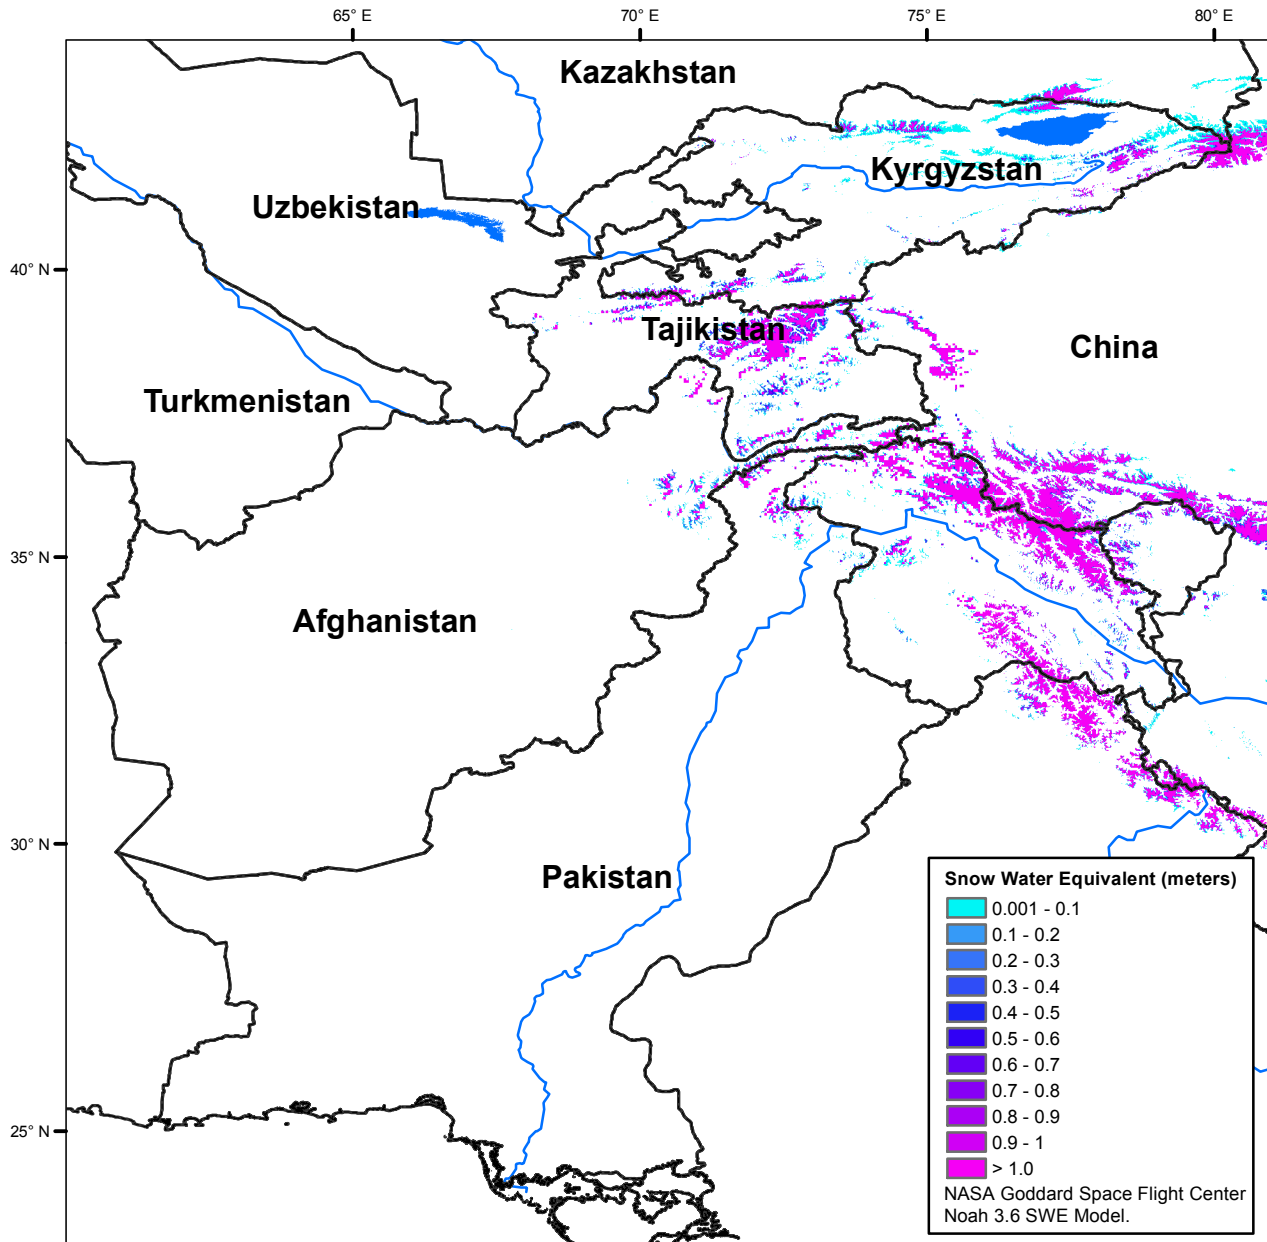 65° E
70° E
75° E
80° E
Kazakhstan
Kyrgyzstan
Uzbekistan
40° N
Tajikistan
China
Turkmenistan
35° N
Afghanistan
30° N
Pakistan
25° N
Snow Water Equivalent (meters)
0.001 - 0.1
0.1 - 0.2
0.2 - 0.3
0.3 - 0.4
0.4 - 0.5
0.5 - 0.6
0.6 - 0.7
0.7 - 0.8
0.8 - 0.9
0.9 - 1
> 1.0
NASA Goddard Space Flight Center
Noah 3.6 SWE Model.